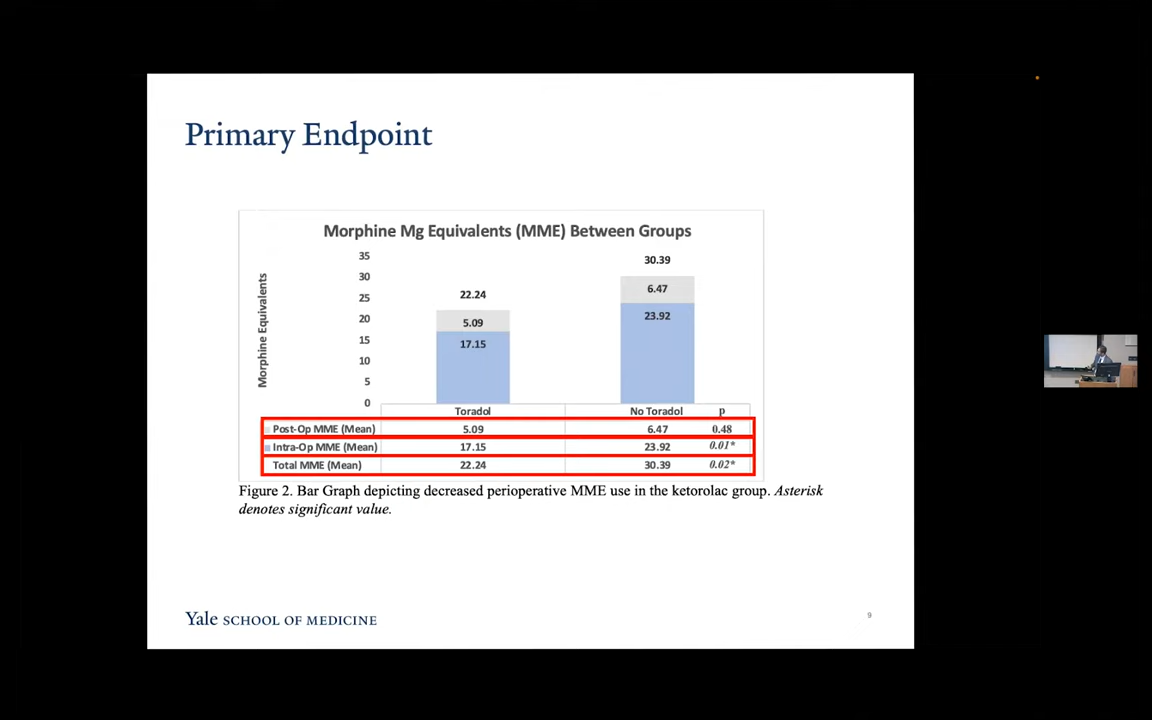 Primary Endpoint
Morphine Mg Equivalents (MME) Between Groups
Morphine Equivalents
35
30
25
20
15
10
5
0
22.24
5.09
17.15
30.39
6.47
23.92
Toradol No Toradol p
Post-Op MME (Mean) 5.09 6.47 0.48
Intra-Op MME (Mean) 17.15 23.92 0.01*
Total MME (Mean) 22.24 30.39 0.02*
Figure 2. Bar Graph depicting decreased perioperative MME use in the ketorolac group. Asterisk
denotes significant value.
Yale SCHOOL OF MEDICINE
9